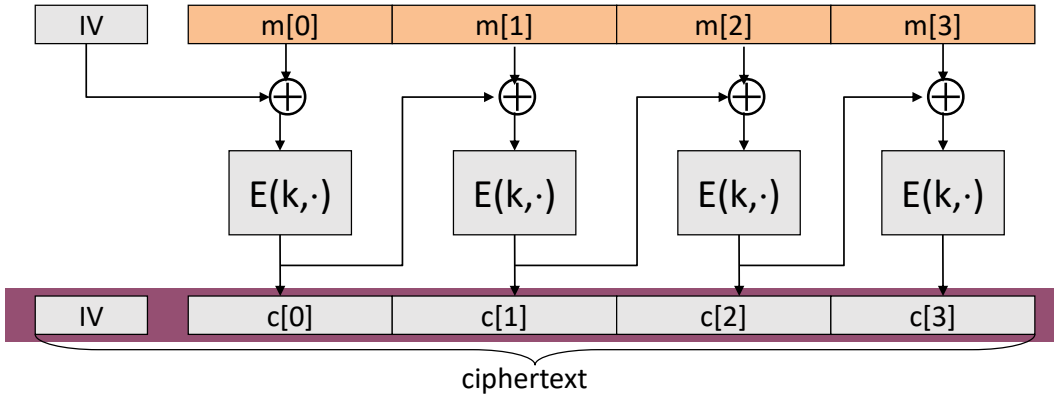 IV m[0] m[1] m[2] m[3]
E(k,·) E(k,·) E(k,·) E(k,·)
IV c[0] c[1] c[2] c[3]
ciphertext